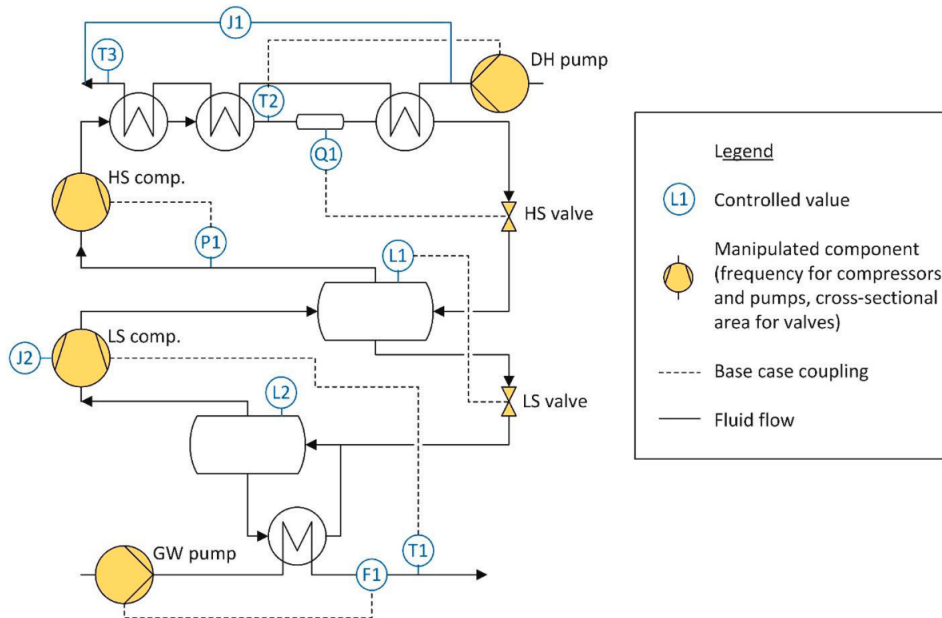 J1
T3
DH pump
T2
Q1
HS comp.
HS valve
P1
L1
LS comp.
J2
L2
LS valve
GW pump
T1
F1
Legend
L1
Controlled value
Manipulated component
(frequency for compressors
and pumps, cross-sectional
area for valves)
Base case coupling
Fluid flow